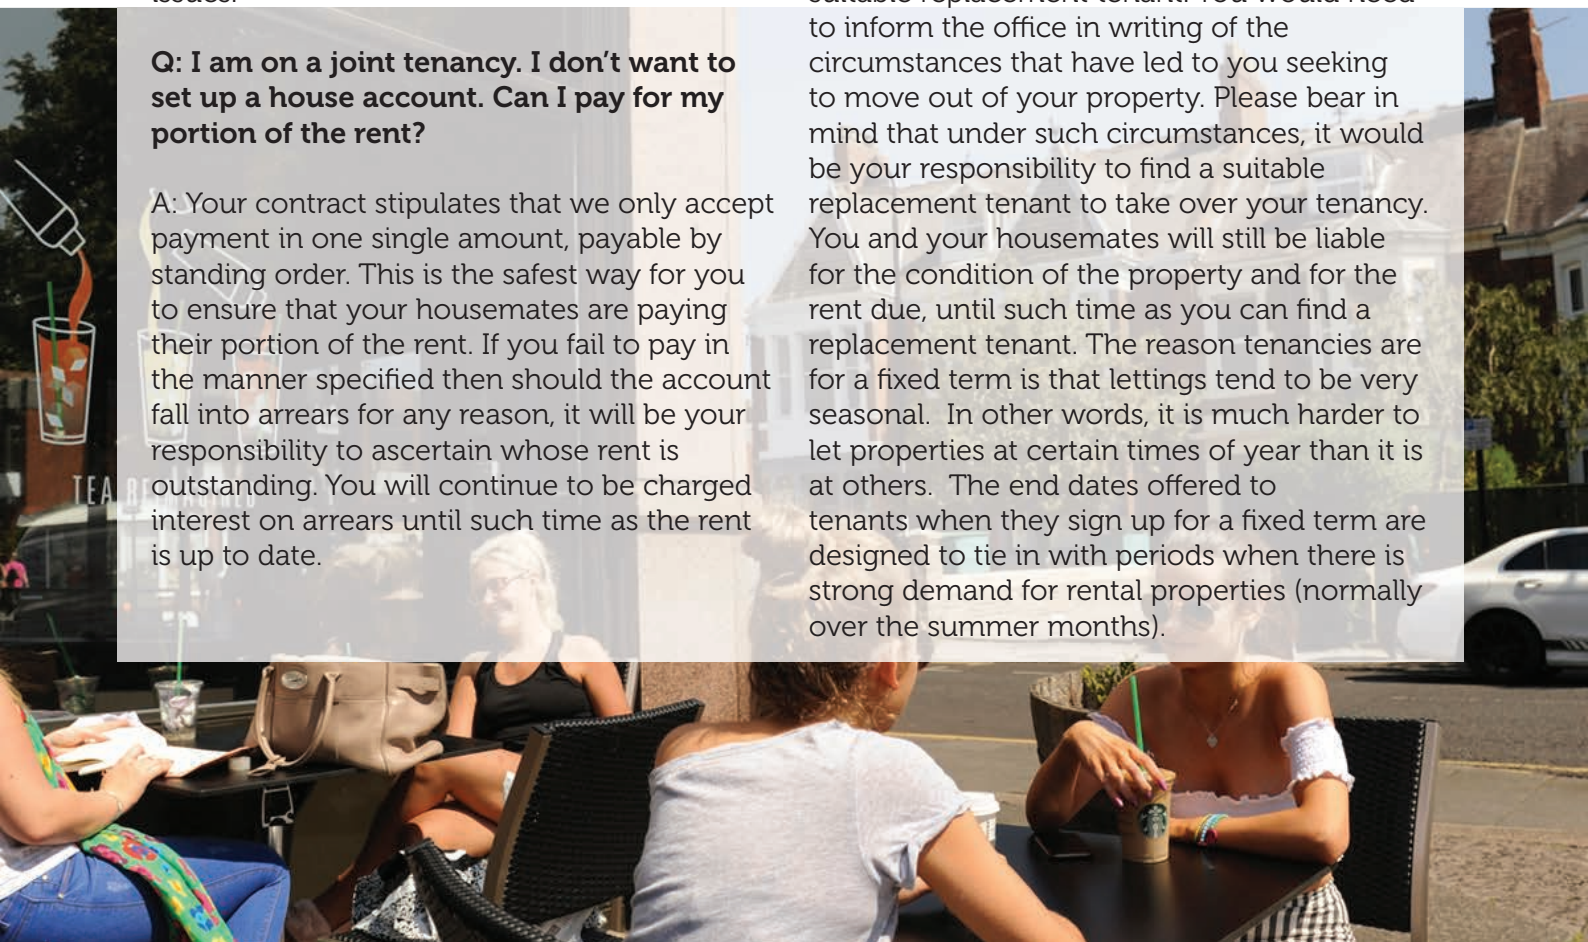 issues.
Q: I am on a joint tenancy. I don’t want to
set up a house account. Can I pay for my
portion of the rent?
A: Your contract stipulates that we only accept
payment in one single amount, payable by
standing order. This is the safest way for you
to ensure that your housemates are paying
their portion of the rent. If you fail to pay in
the manner specified then should the account
fall into arrears for any reason, it will be your
responsibility to ascertain whose rent is
outstanding. You will continue to be charged
interest on arrears until such time as the rent
is up to date.
suitable replacement tenant. You would need
to inform the office in writing of the
circumstances that have led to you seeking
to move out of your property. Please bear in
mind that under such circumstances, it would
be your responsibility to find a suitable
replacement tenant to take over your tenancy.
You and your housemates will still be liable
for the condition of the property and for the
rent due, until such time as you can find a
replacement tenant. The reason tenancies are
for a fixed term is that lettings tend to be very
seasonal.  In other words, it is much harder to
let properties at certain times of year than it is
at others.  The end dates offered to
tenants when they sign up for a fixed term are
designed to tie in with periods when there is
strong demand for rental properties (normally
over the summer months).
TEA